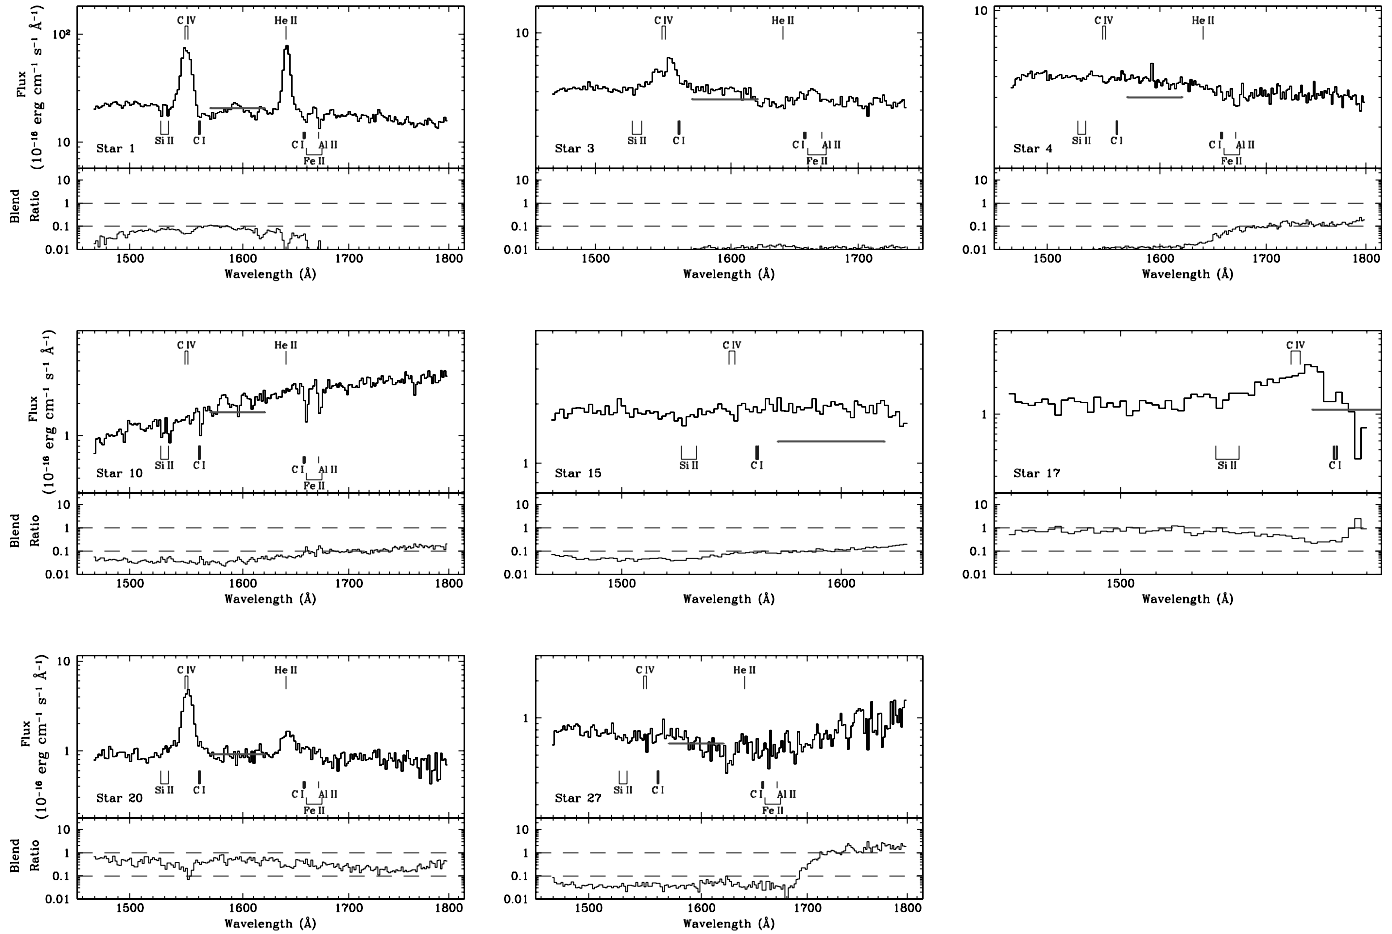 C IV He II
10²
10
Flux
(10⁻¹⁶ erg cm⁻¹ s⁻¹ Å⁻¹)
Si II C I C I Al II
Fe II
Star 1
Blend
Ratio
10
1
0.1
0.01
1500 1600 1700 1800
Wavelength (Å)
C IV He II
10
Si II C I C I Al II
Fe II
Star 3
10
1
0.1
0.01
1500 1600 1700
Wavelength (Å)
10
C IV He II
Si II C I C I Al II
Fe II
Star 4
10
1
0.1
0.01
1500 1600 1700 1800
Wavelength (Å)
C IV He II
1
Flux
(10⁻¹⁶ erg cm⁻¹ s⁻¹ Å⁻¹)
Si II C I C I Al II
Fe II
Star 10
Blend
Ratio
10
1
0.1
0.01
1500 1600 1700 1800
Wavelength (Å)
C IV
1
Si II C I
Star 15
10
1
0.1
0.01
1500 1600
Wavelength (Å)
C IV
1
Si II C I
Star 17
10
1
0.1
0.01
1500
Wavelength (Å)
10
C IV He II
1
Flux
(10⁻¹⁶ erg cm⁻¹ s⁻¹ Å⁻¹)
Si II C I C I Al II
Fe II
Star 20
Blend
Ratio
10
1
0.1
0.01
1500 1600 1700 1800
Wavelength (Å)
C IV He II
1
Si II C I C I Al II
Fe II
Star 27
10
1
0.1
0.01
1500 1600 1700 1800
Wavelength (Å)